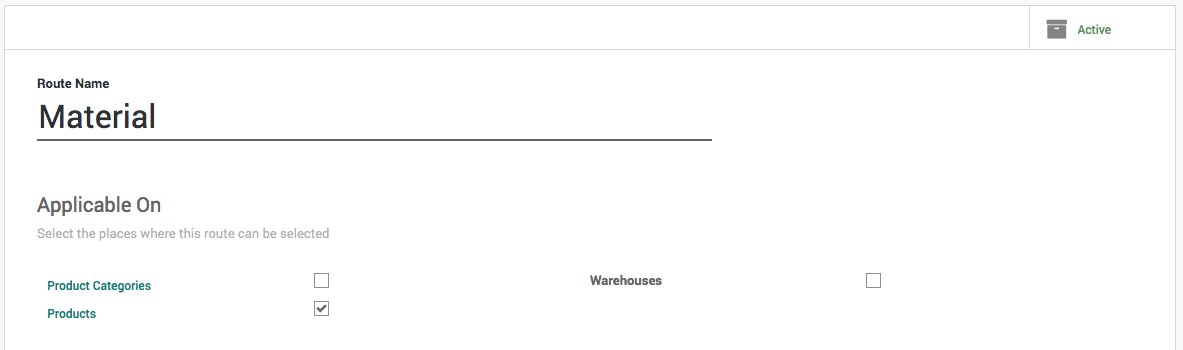 Active
Route Name
Material
Applicable On
Select the places where this route can be selected
Product Categories
Warehouses
Products